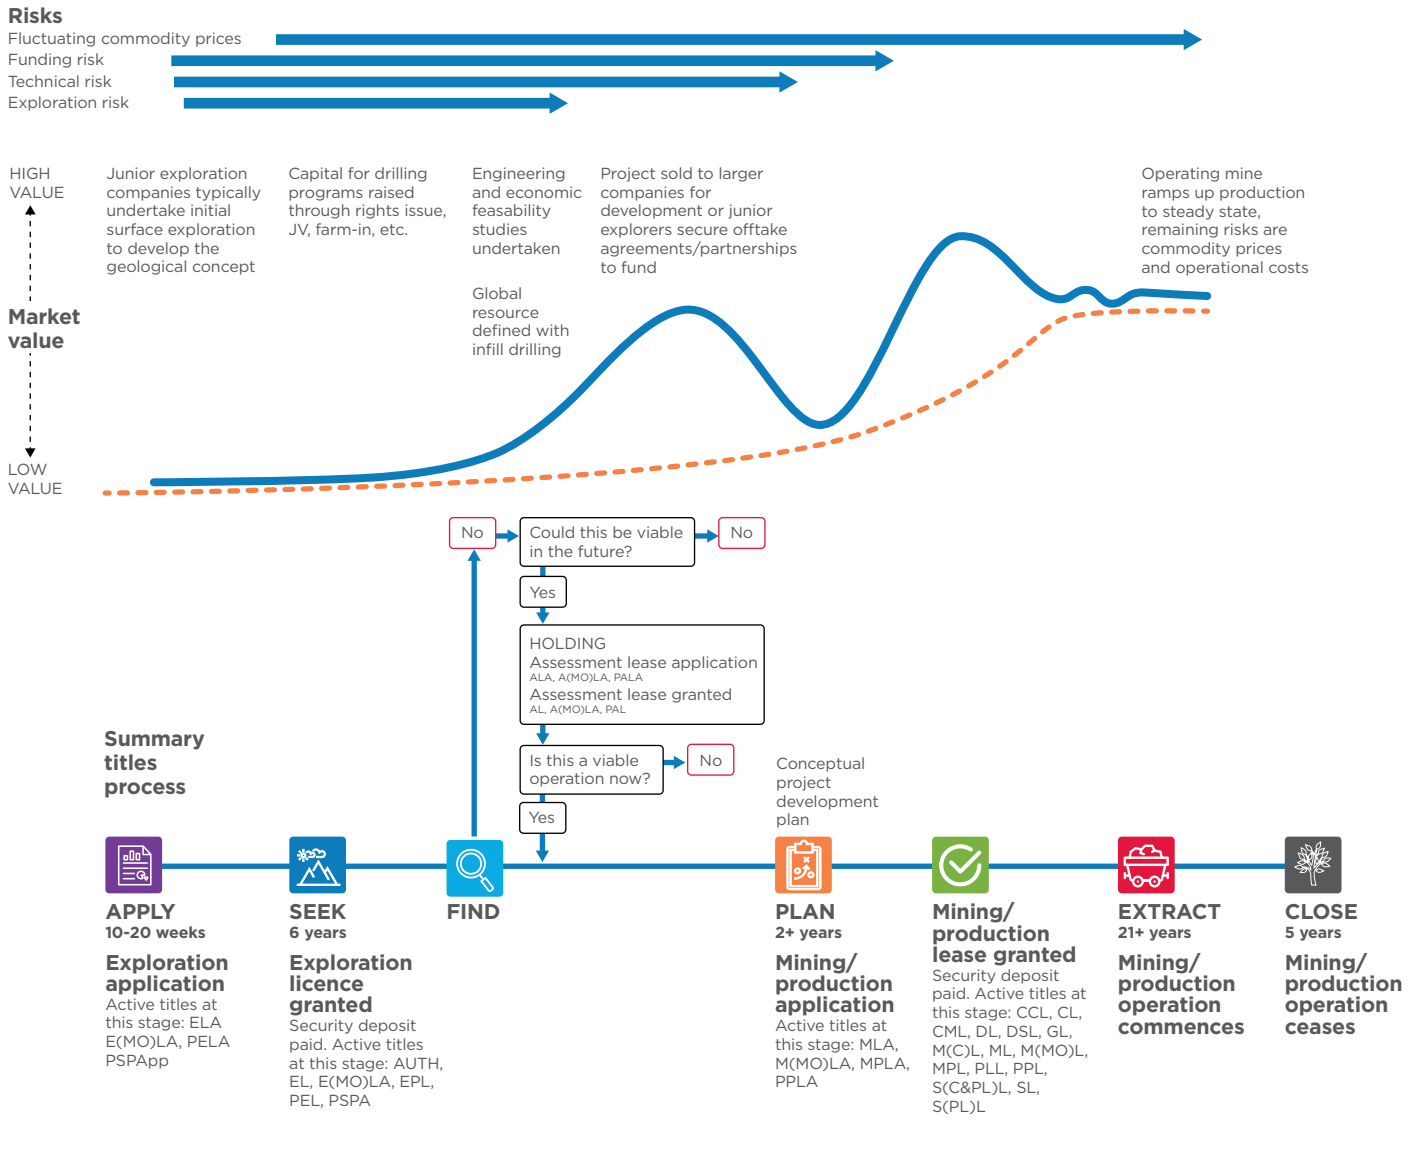 Risks
Fluctuating commodity prices
Funding risk
Technical risk
Exploration risk
HIGH
VALUE
Market
value
LOW
VALUE
Junior exploration
companies typically
undertake initial
surface exploration
to develop the
geological concept
Capital for drilling
programs raised
through rights issue,
JV, farm-in, etc.
Engineering
and economic
feasability
studies
undertaken
Global
resource
defined with
infill drilling
Project sold to larger
companies for
development or junior
explorers secure offtake
agreements/partnerships
to fund
Operating mine
ramps up production
to steady state,
remaining risks are
commodity prices
and operational costs
No
Could this be viable
in the future?
No
Yes
HOLDING
Assessment lease application
ALA, A(MO)LA, PALA
Assessment lease granted
AL, A(MO)LA, PAL
Is this a viable
operation now?
No
Yes
Summary
titles
process
Conceptual
project
development
plan
APPLY
10-20 weeks
Exploration
application
Active titles at
this stage: ELA
E(MO)LA, PELA
PSPApp
SEEK
6 years
Exploration
licence
granted
Security deposit
paid. Active titles
at this stage: AUTH,
EL, E(MO)LA, EPL,
PEL, PSPA
FIND
PLAN
2+ years
Mining/
production
application
Active titles at
this stage: MLA,
M(MO)LA, MPLA,
PPLA
Mining/
production
lease granted
Security deposit
paid. Active titles at
this stage: CCL, CL,
CML, DL, DSL, GL,
M(C)L, ML, M(MO)L,
MPL, PLL, PPL,
S(C&PL)L, SL,
S(PL)L
EXTRACT
21+ years
Mining/
production
operation
commences
CLOSE
5 years
Mining/
production
operation
ceases